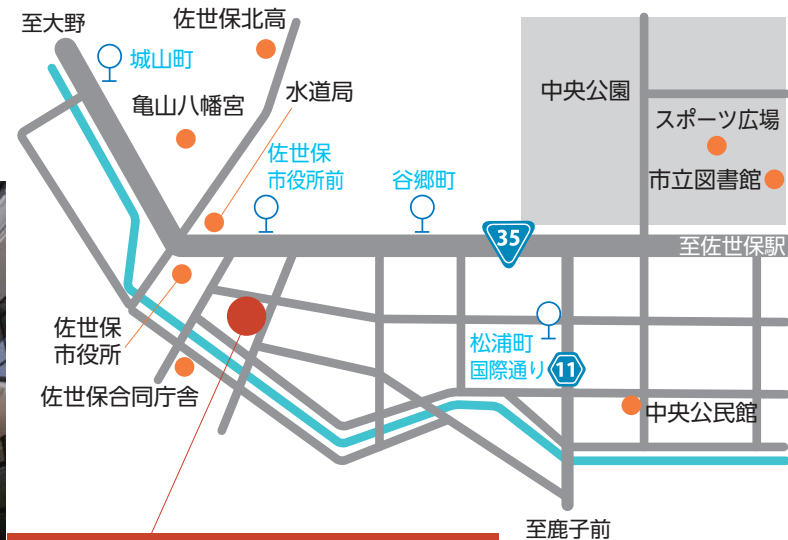 至大野
佐世保北高
城山町
亀山八幡宮
水道局
中央公園
スポーツ広場
佐世保
市役所前
谷郷町
市立図書館
35
至佐世保駅
佐世保
市役所
松浦町
国際通り
11
佐世保合同庁舎
中央公民館
至鹿子前